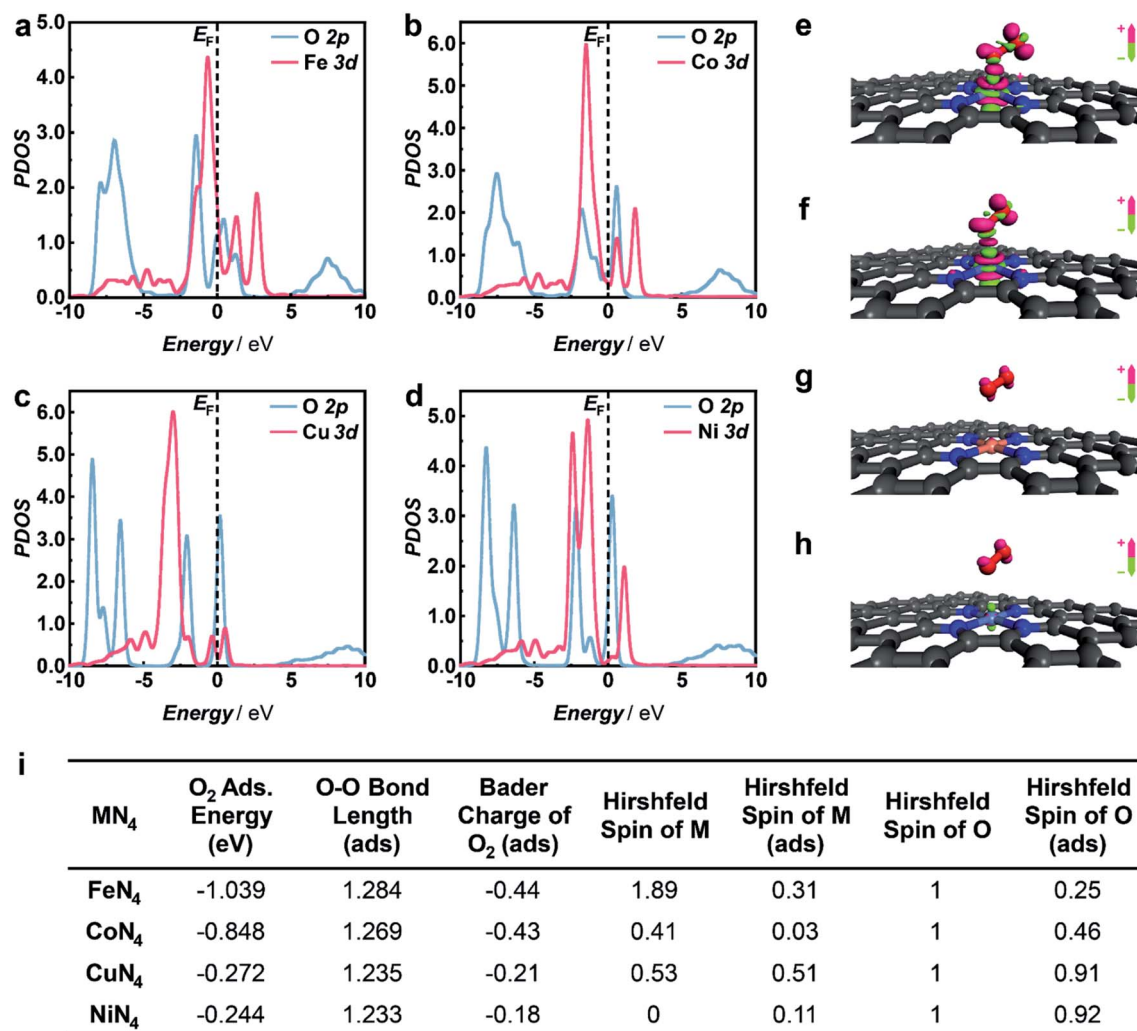 a
5.0
4.0
3.0
2.0
1.0
0.0
PDOS
EF
O 2p
Fe 3d
-10 -5 0 5 10
Energy / eV
b
6.0
5.0
4.0
3.0
2.0
1.0
0.0
PDOS
EF
O 2p
Co 3d
-10 -5 0 5 10
Energy / eV
c
6.0
5.0
4.0
3.0
2.0
1.0
0.0
PDOS
EF
O 2p
Cu 3d
-10 -5 0 5 10
Energy / eV
d
5.0
4.0
3.0
2.0
1.0
0.0
PDOS
EF
O 2p
Ni 3d
-10 -5 0 5 10
Energy / eV
e
+
−
f
+
−
g
+
−
h
+
−
i
MN4
O2 Ads.
Energy
(eV)
O-O Bond
Length
(ads)
Bader
Charge of
O2 (ads)
Hirshfeld
Spin of M
Hirshfeld
Spin of M
(ads)
Hirshfeld
Spin of O
Hirshfeld
Spin of O
(ads)
FeN4 -1.039 1.284 -0.44 1.89 0.31 1 0.25
CoN4 -0.848 1.269 -0.43 0.41 0.03 1 0.46
CuN4 -0.272 1.235 -0.21 0.53 0.51 1 0.91
NiN4 -0.244 1.233 -0.18 0 0.11 1 0.92